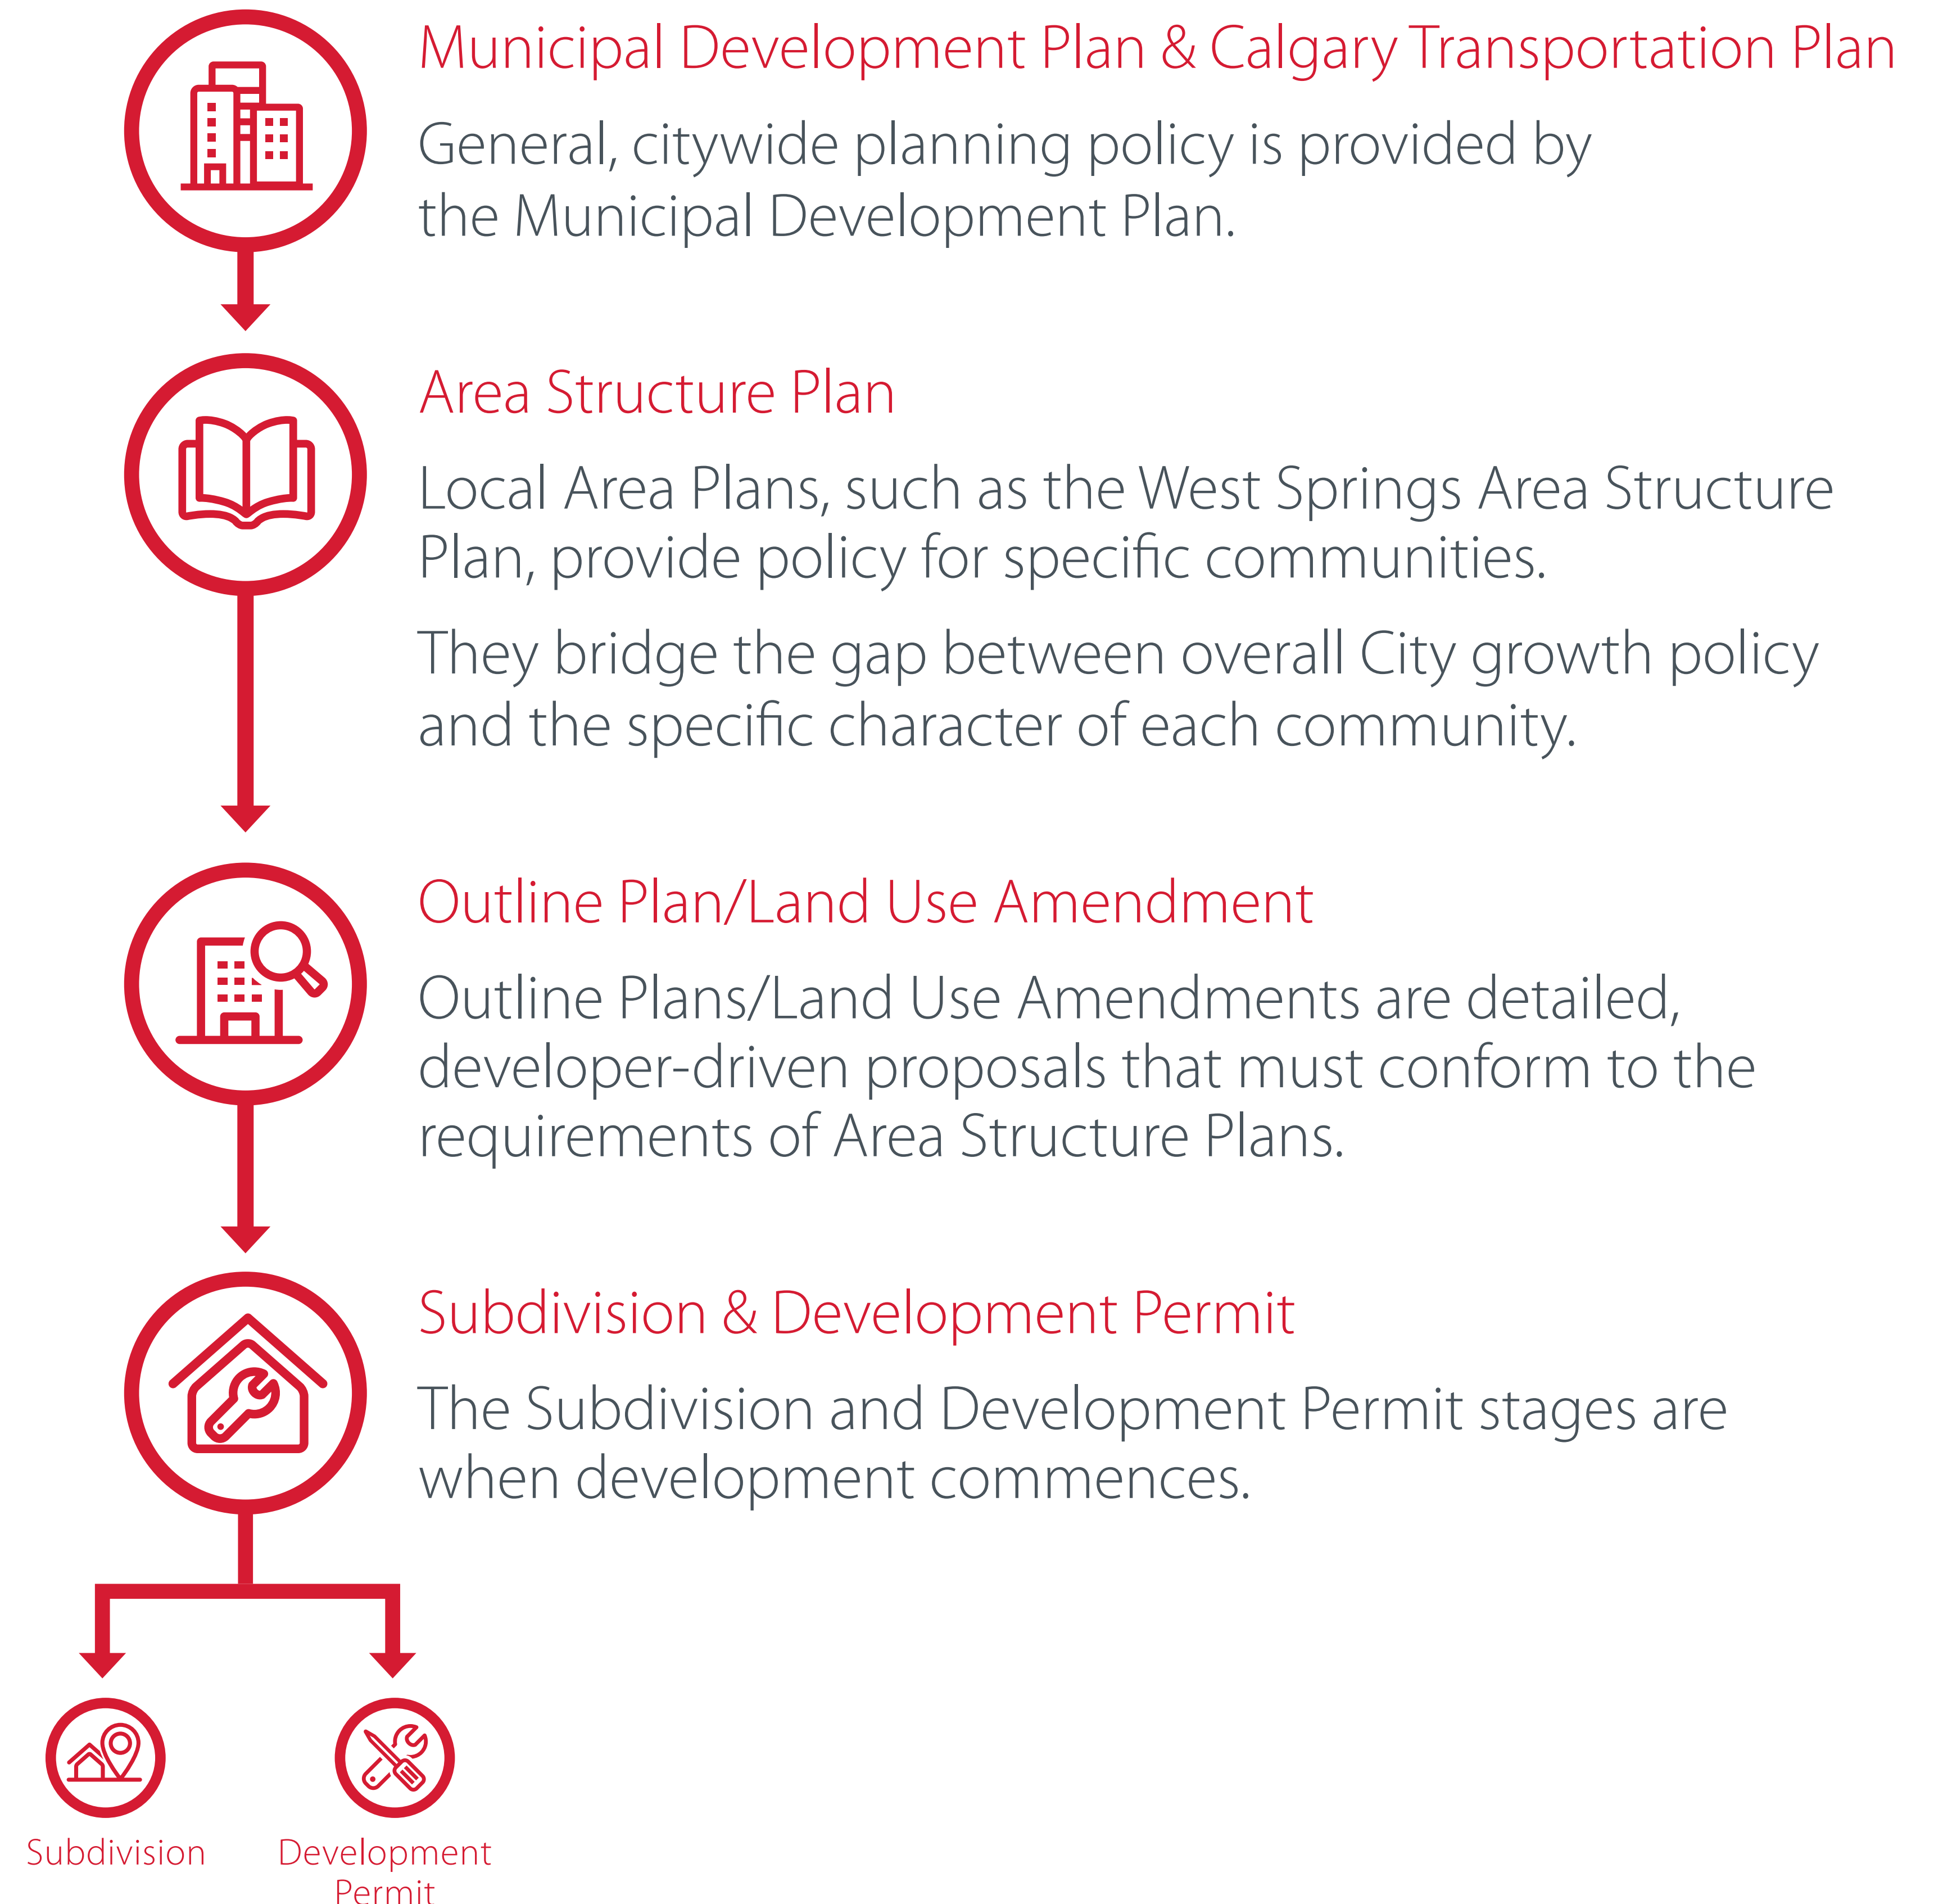 Municipal Development Plan & Calgary Transportation Plan
General, citywide planning policy is provided by
the Municipal Development Plan.
Area Structure Plan
Local Area Plans, such as the West Springs Area Structure
Plan, provide policy for specific communities.
They bridge the gap between overall City growth policy
and the specific character of each community.
Outline Plan/Land Use Amendment
Outline Plans/Land Use Amendments are detailed,
developer-driven proposals that must conform to the
requirements of Area Structure Plans.
Subdivision & Development Permit
The Subdivision and Development Permit stages are
when development commences.
Subdivision
Development
Permit